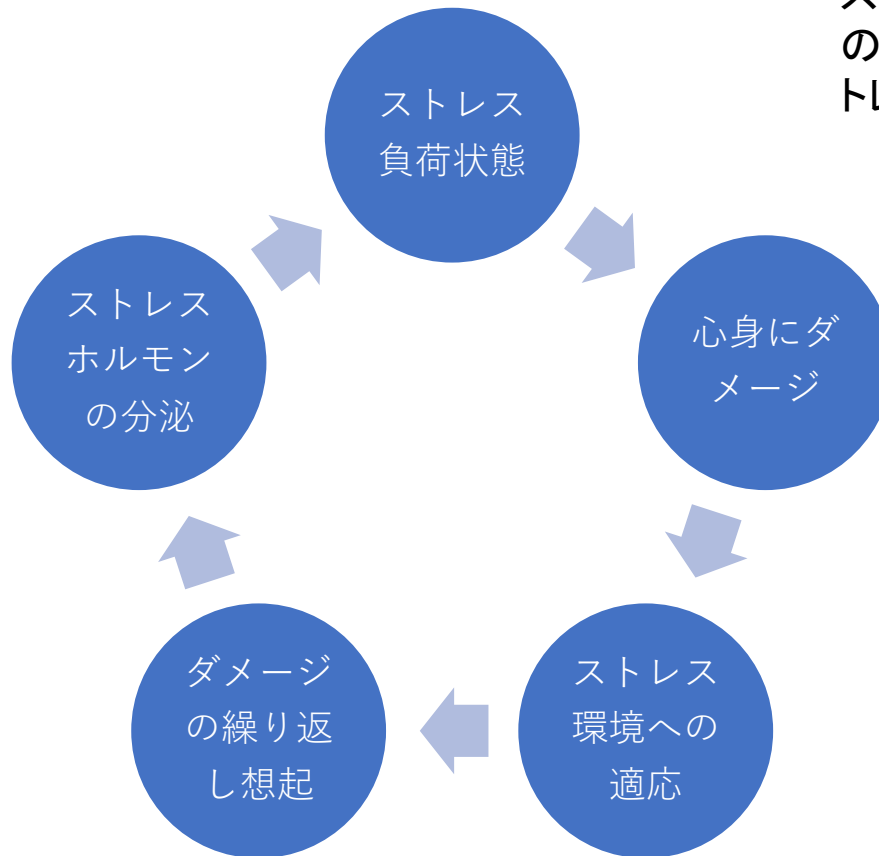 ストレス
負荷状態
心身にダ
メージ
ストレス
環境への
適応
ダメージ
の繰り返
し想起
ストレス
ホルモン
の分泌
の